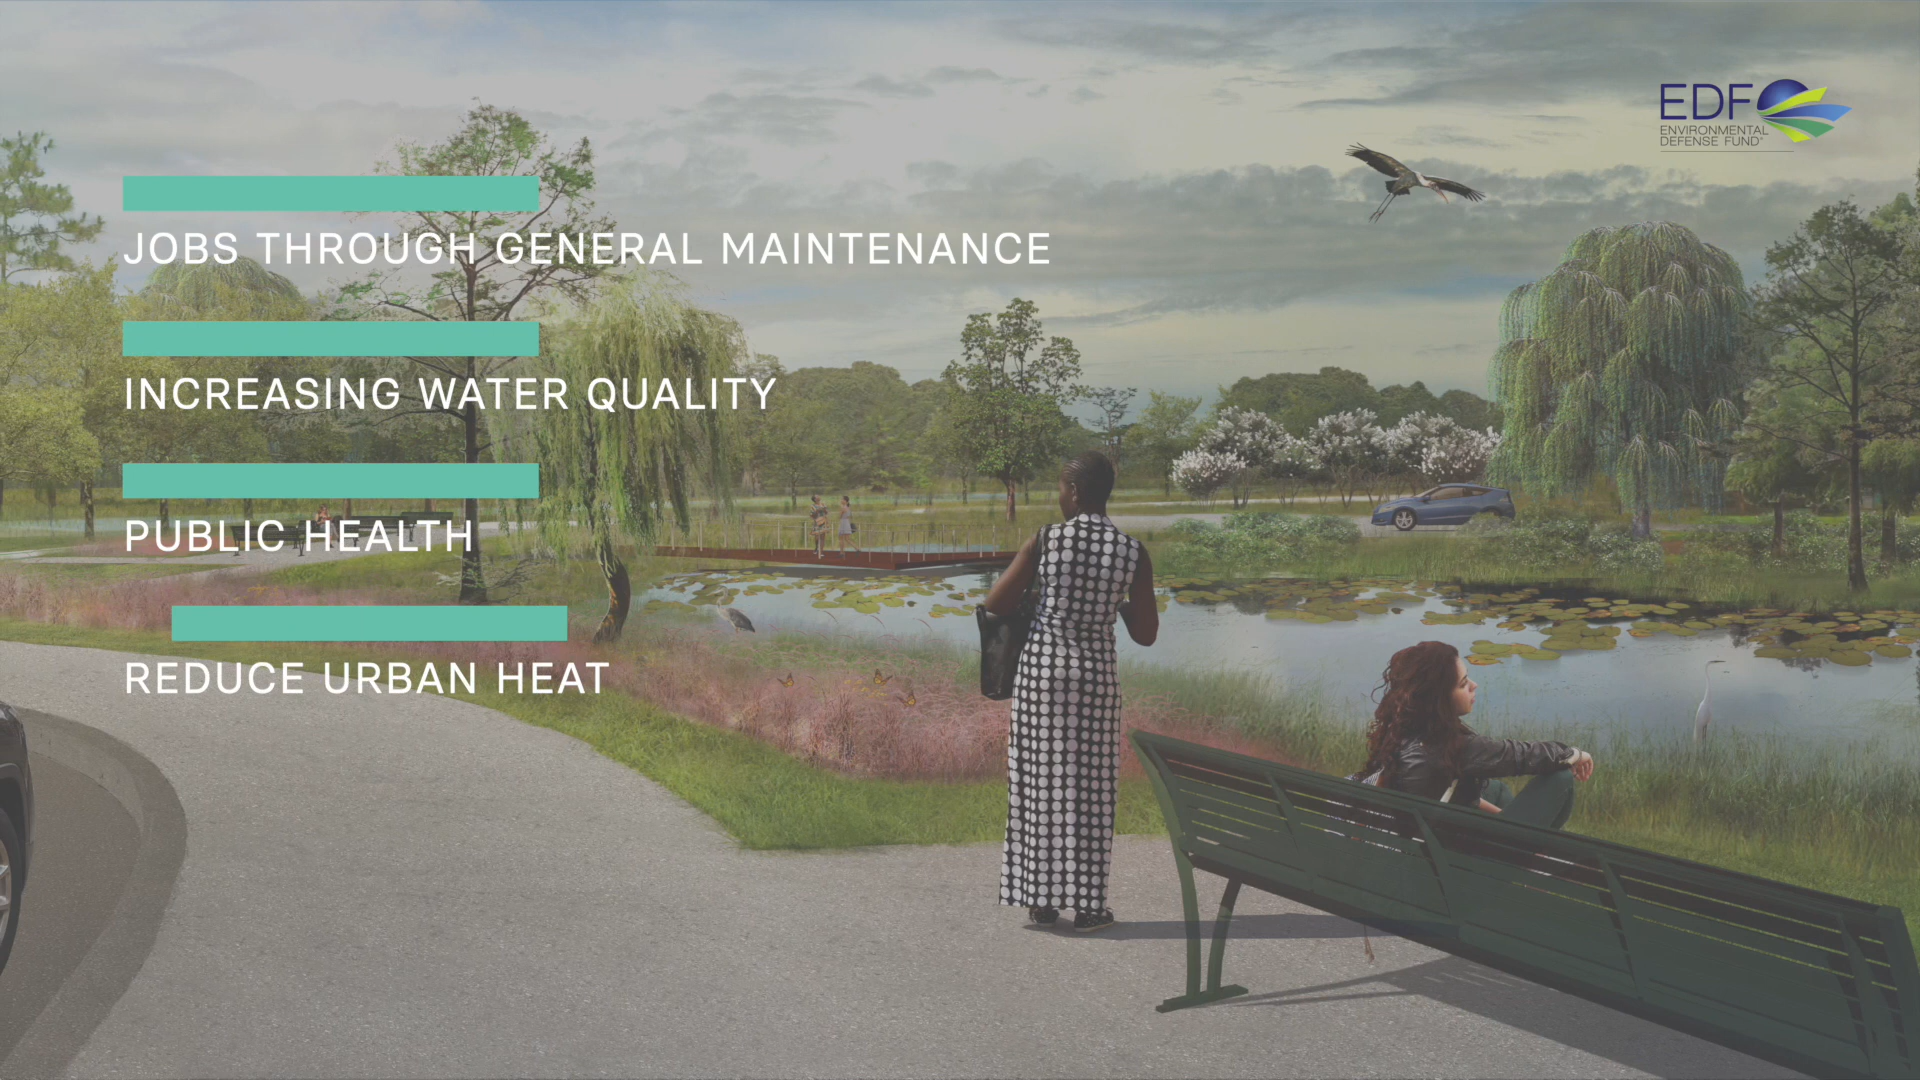 EDF
ENVIRONMENTAL
DEFENSE FUND®
JOBS THROUGH GENERAL MAINTENANCE
INCREASING WATER QUALITY
PUBLIC HEALTH
REDUCE URBAN HEAT